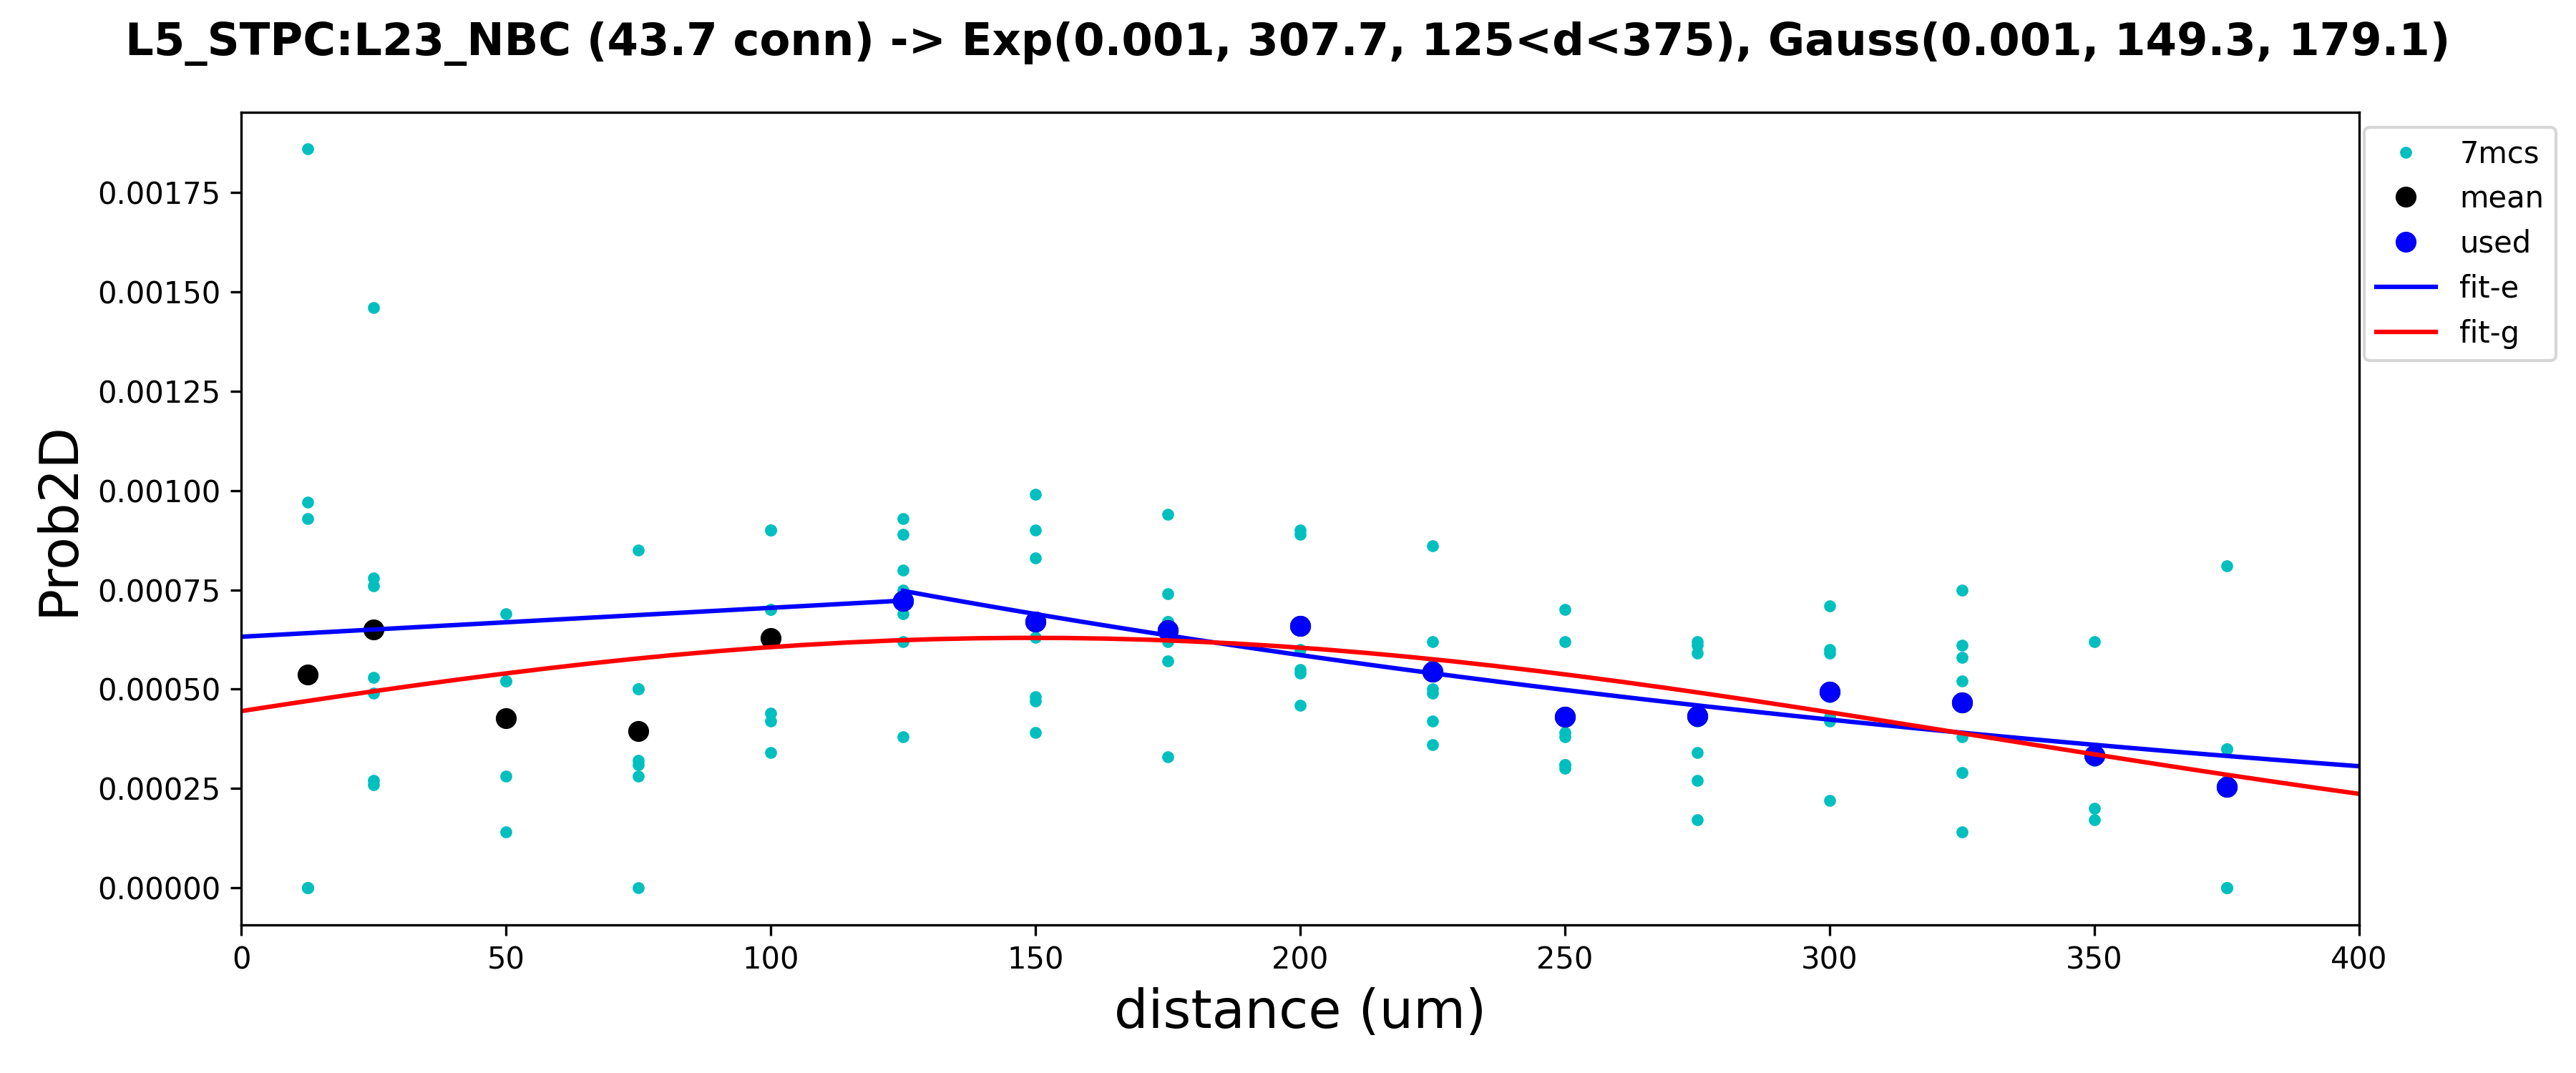 L5_STPC:L23_NBC (43.7 conn) -> Exp(0.001, 307.7, 125<d<375), Gauss(0.001, 149.3, 179.1)
7mcs
mean
used
fit-e
fit-g
Prob2D
0.00175
0.00150
0.00125
0.00100
0.00075
0.00050
0.00025
0.00000
0 50 100 150 200 250 300 350 400
distance (um)